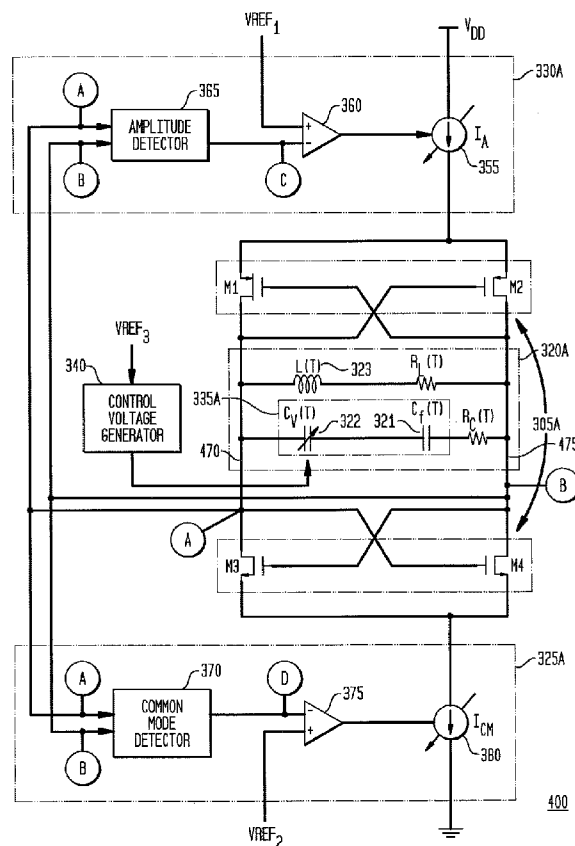 VREF1
VDD
330A
A
365
AMPLITUDE
DETECTOR
360
+
-
IA
355
B
C
M1
M2
VREF3
320A
340
L(T)
323
RL(T)
335A
CONTROL
VOLTAGE
GENERATOR
CV(T)
322
Cf(T)
321
RC(T)
305A
470
475
B
A
M3
M4
325A
370
A
D
375
COMMON
MODE
DETECTOR
-
+
ICM
380
B
VREF2
400